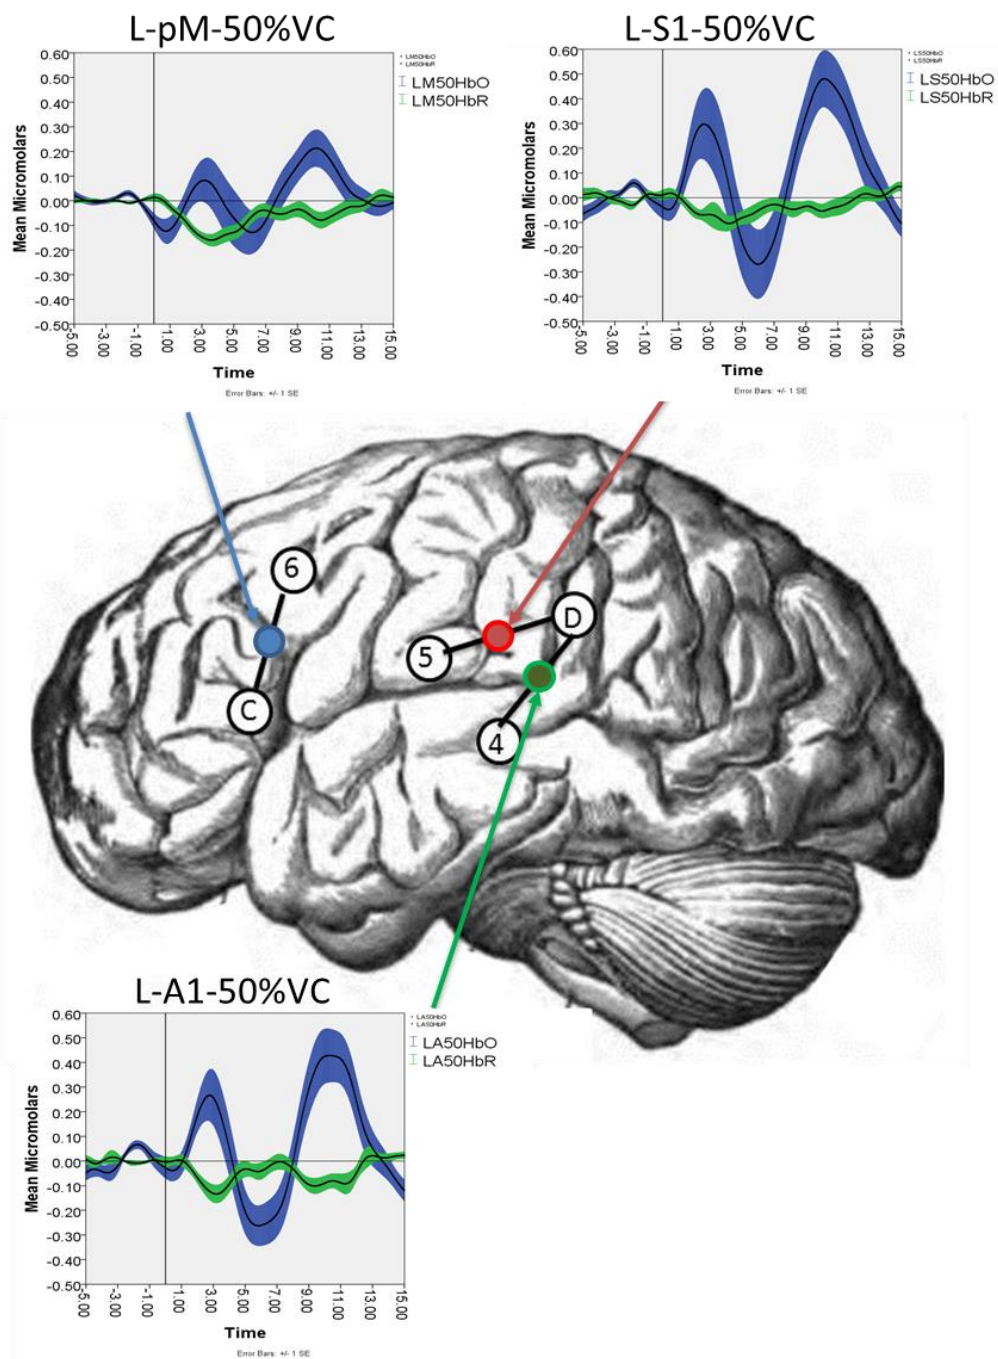 L-pM-50%VC
LM50HbO
LM50HbR
LM50HbO
LM50HbR
Mean Micromolars
0.60
0.50
0.40
0.30
0.20
0.10
0.00
-0.10
-0.20
-0.30
-0.40
-0.50
-5.00 -3.00 -1.00 1.00 3.00 5.00 7.00 9.00 11.00 13.00 15.00
Time
Error Bars: +/- 1 SE
L-S1-50%VC
LS50HbO
LS50HbR
LS50HbO
LS50HbR
Mean Micromolars
0.60
0.50
0.40
0.30
0.20
0.10
0.00
-0.10
-0.20
-0.30
-0.40
-0.50
-5.00 -3.00 -1.00 1.00 3.00 5.00 7.00 9.00 11.00 13.00 15.00
Time
Error Bars: +/- 1 SE
6
D
5
C
4
L-A1-50%VC
LA50HbO
LA50HbR
LA50HbO
LA50HbR
Mean Micromolars
0.60
0.50
0.40
0.30
0.20
0.10
0.00
-0.10
-0.20
-0.30
-0.40
-0.50
-5.00 -3.00 -1.00 1.00 3.00 5.00 7.00 9.00 11.00 13.00 15.00
Time
Error Bars: +/- 1 SE